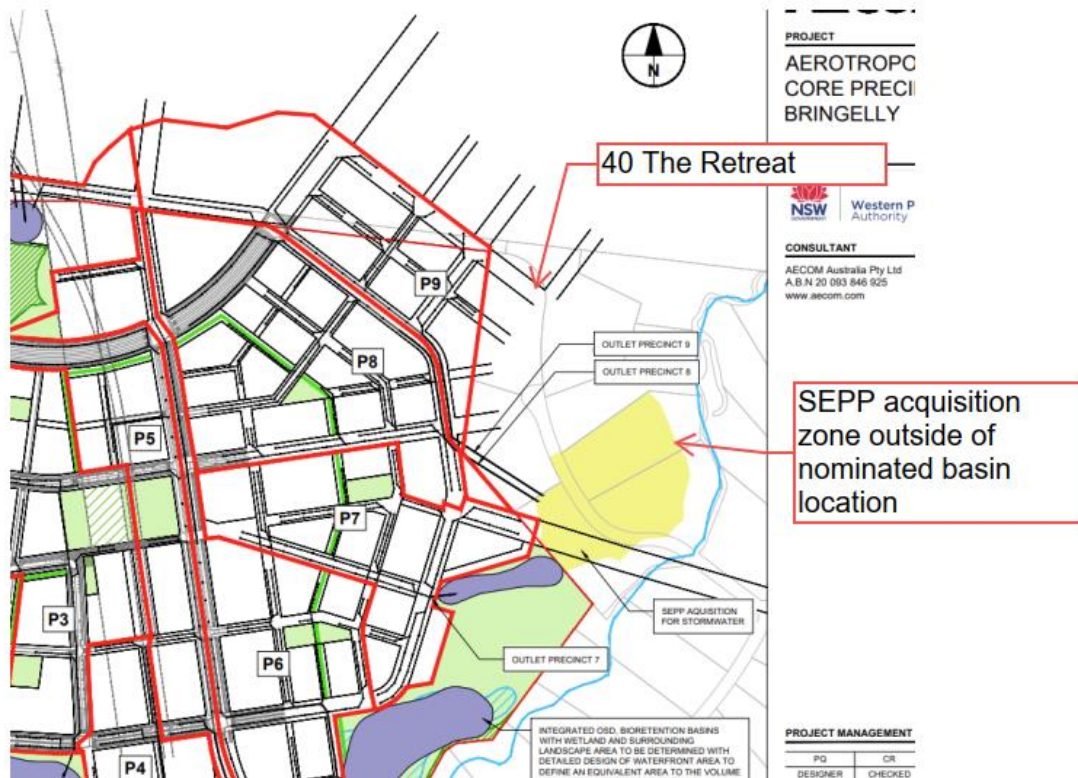 N
PROJECT
AEROTROPO
CORE PRECI
BRINGELLY
40 The Retreat
NSW
GOVERNMENT
Western P
Authority
CONSULTANT
AECOM Australia Pty Ltd
A.B.N 20 093 846 925
www.aecom.com
P9
OUTLET PRECINCT 9
P8
OUTLET PRECINCT 8
SEPP acquisition
zone outside of
nominated basin
location
P5
P7
P3
SEPP AQUISITION
FOR STORMWATER
P6
OUTLET PRECINCT 7
INTEGRATED OSD, BIORETENTION BASINS
WITH WETLAND AND SURROUNDING
LANDSCAPE AREA TO BE DETERMINED WITH
DETAILED DESIGN OF WATERFRONT AREA TO
DEFINE AN EQUIVALENT AREA TO THE VOLUME
P4
PROJECT MANAGEMENT
PQ CR
DESIGNER CHECKED